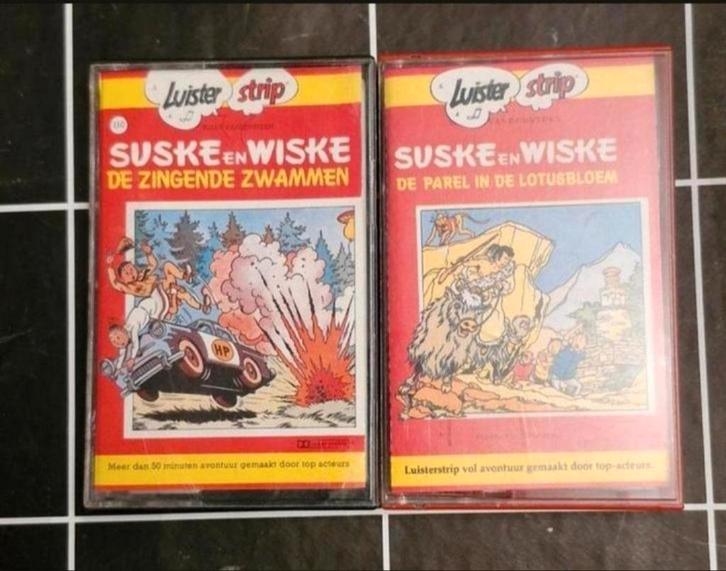 Luister strip
110
SUSKE EN WISKE
DE ZINGENDE ZWAMMEN
HP
Meer dan 50 minuten avontuur gemaakt door top acteurs
Luister strip
SUSKE EN WISKE
DE PAREL IN DE LOTUSBLOEM
Luisterstrip vol avontuur gemaakt door top-acteurs.